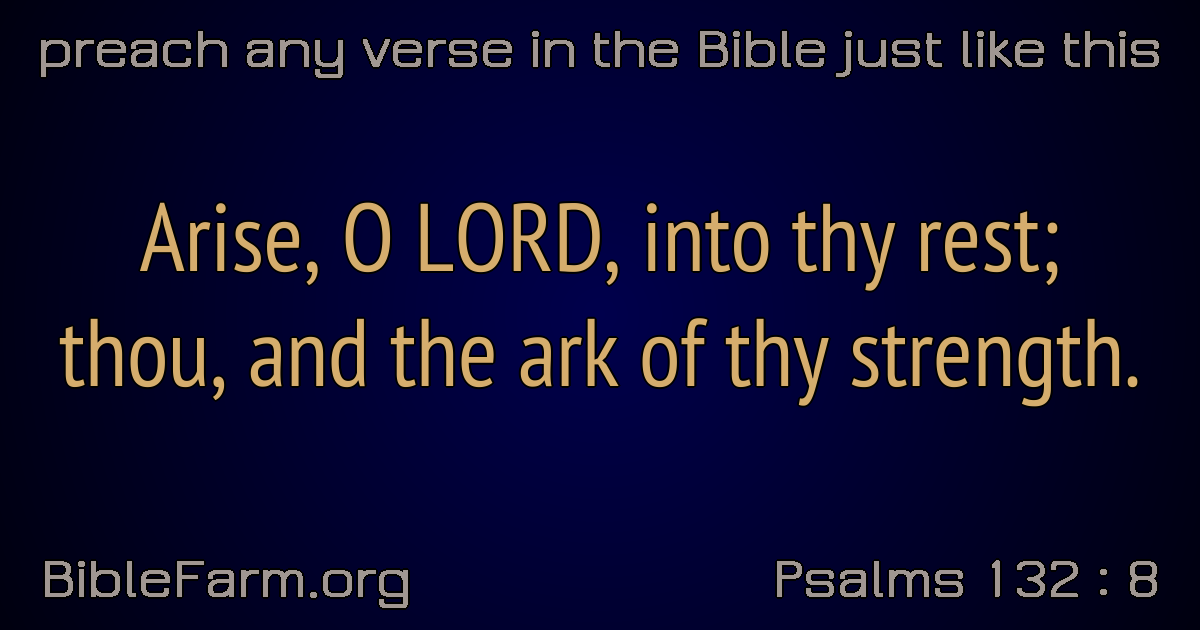 preach any verse in the Bible just like this
Arise, O LORD, into thy rest;
thou, and the ark of thy strength.
BibleFarm.org
Psalms 132 : 8